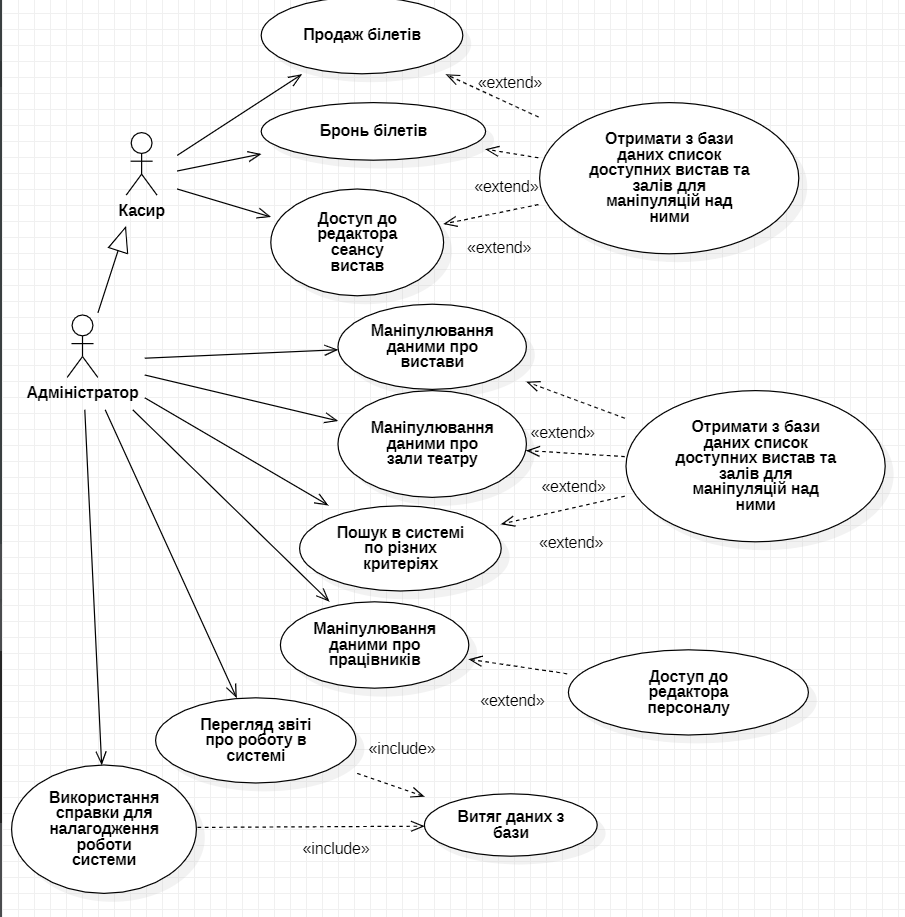 Продаж білетів
«extend»
Бронь білетів
Отримати з бази
даних список
доступних вистав та
залів для
маніпуляцій над
ними
«extend»
Касир
Доступ до
редактора
сеансу
вистав
«extend»
Адміністратор
Маніпулювання
даними про
вистави
Маніпулювання
даними про
зали театру
«extend»
Отримати з бази
даних список
доступних вистав та
залів для
маніпуляцій над
ними
«extend»
Пошук в системі
по різних
критеріях
«extend»
Маніпулювання
даними про
працівників
Доступ до
редактора
персоналу
«extend»
Перегляд звіті
про роботу в
системі
«include»
Використання
справки для
налагодження
роботи
системи
Витяг даних з
бази
«include»